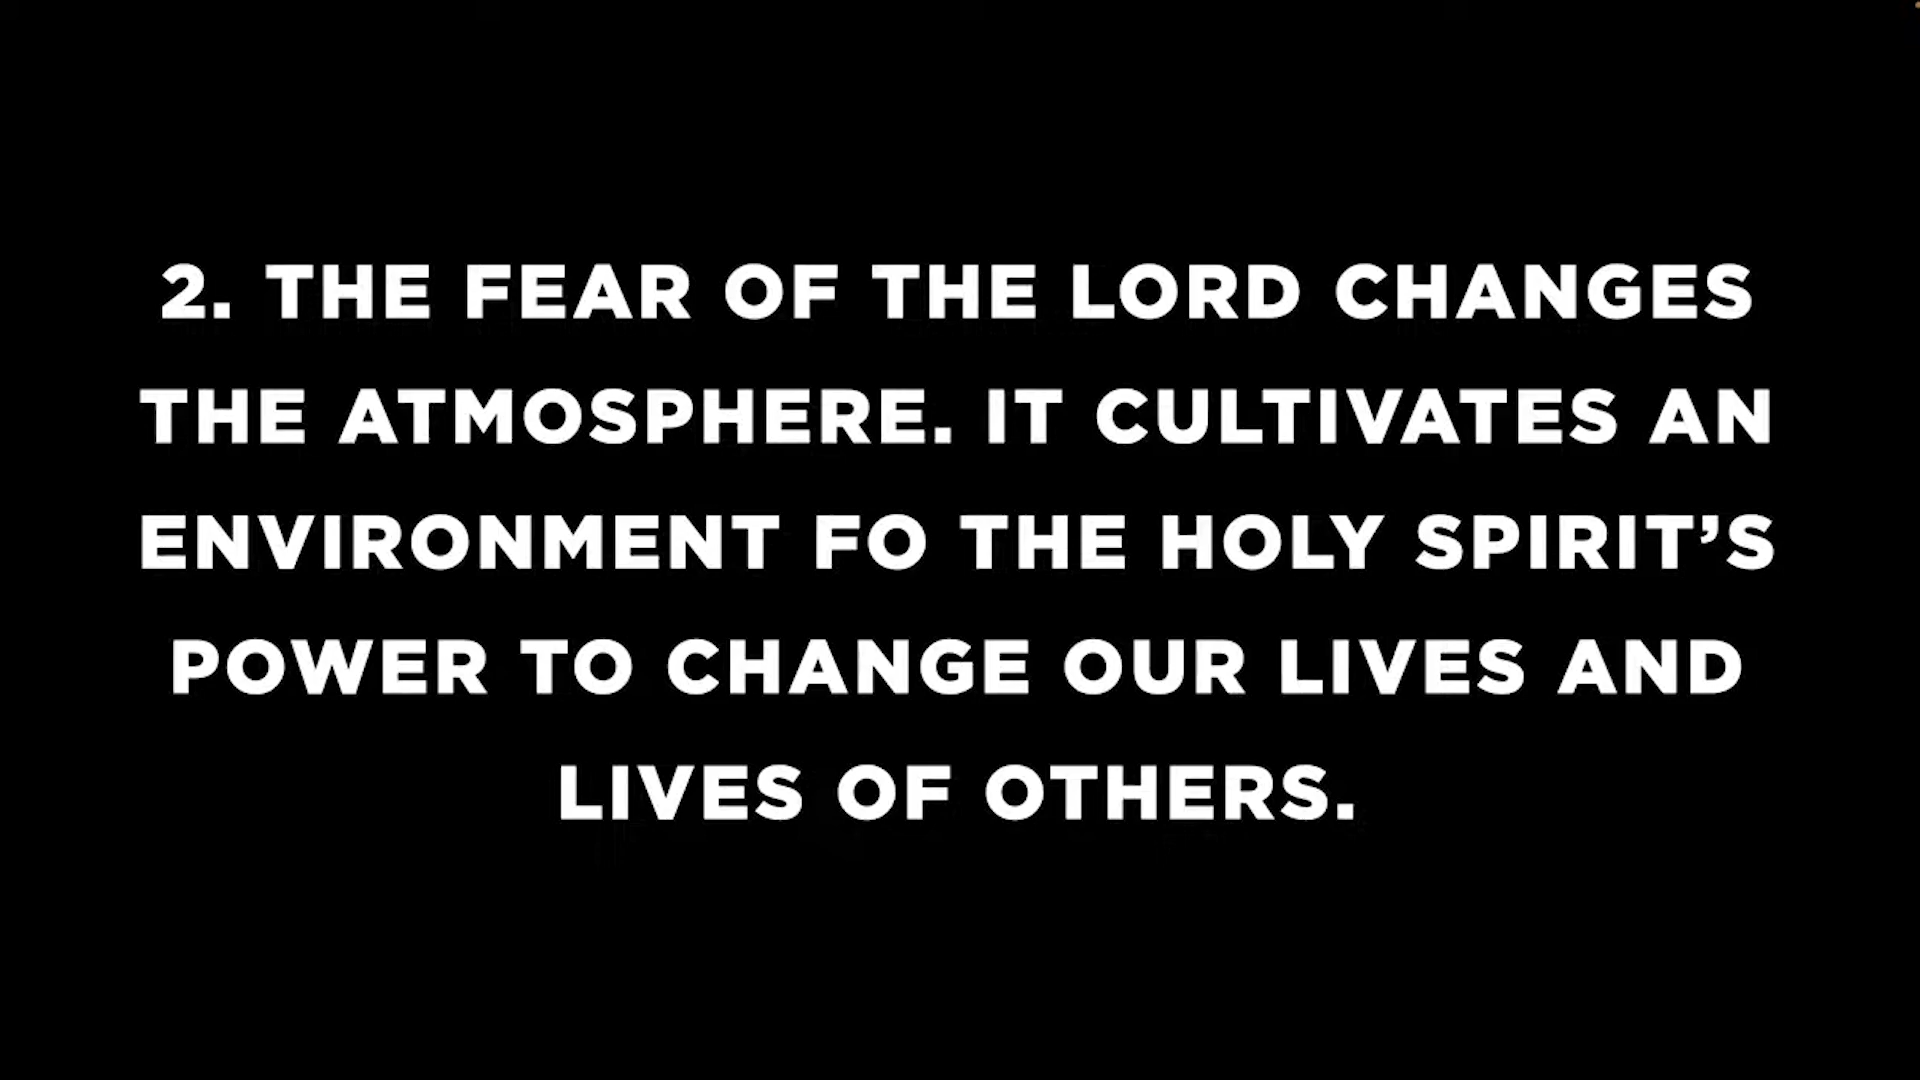 2. THE FEAR OF THE LORD CHANGES
THE ATMOSPHERE. IT CULTIVATES AN
ENVIRONMENT FO THE HOLY SPIRIT’S
POWER TO CHANGE OUR LIVES AND
LIVES OF OTHERS.